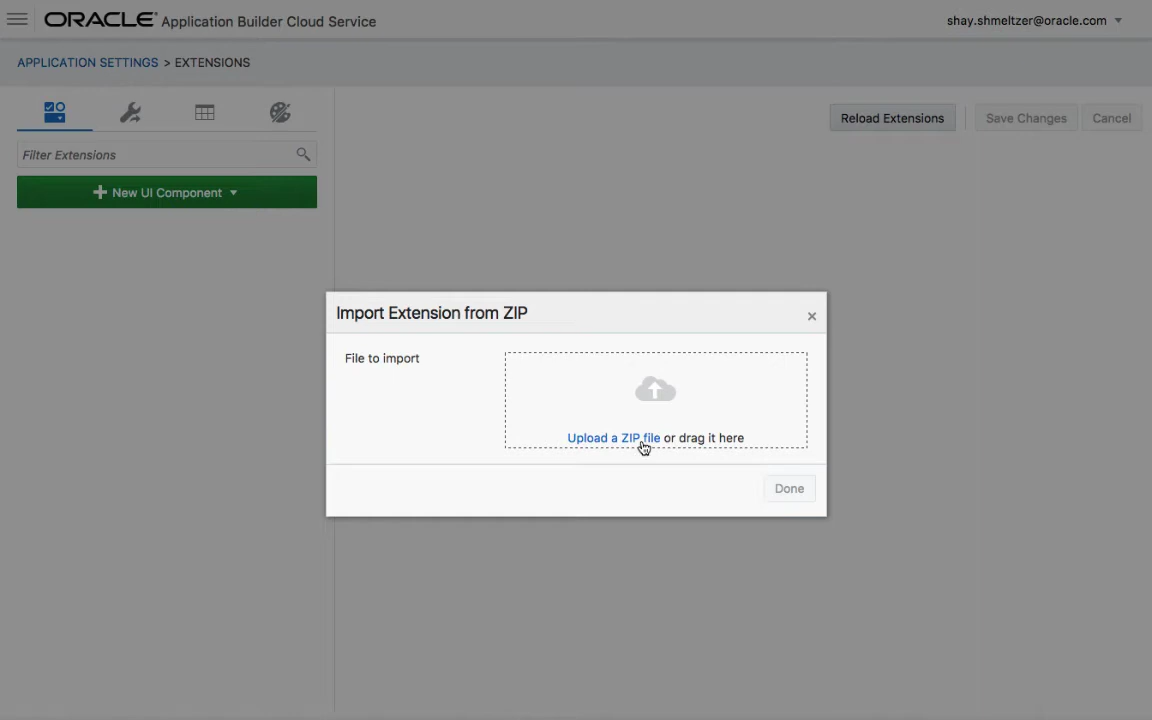 ORACLE Application Builder Cloud Service
shay.shmeltzer@oracle.com
APPLICATION SETTINGS > EXTENSIONS
Reload Extensions
Save Changes
Cancel
Filter Extensions
New UI Component
Import Extension from ZIP
File to import
Upload a ZIP file or drag it here
Done